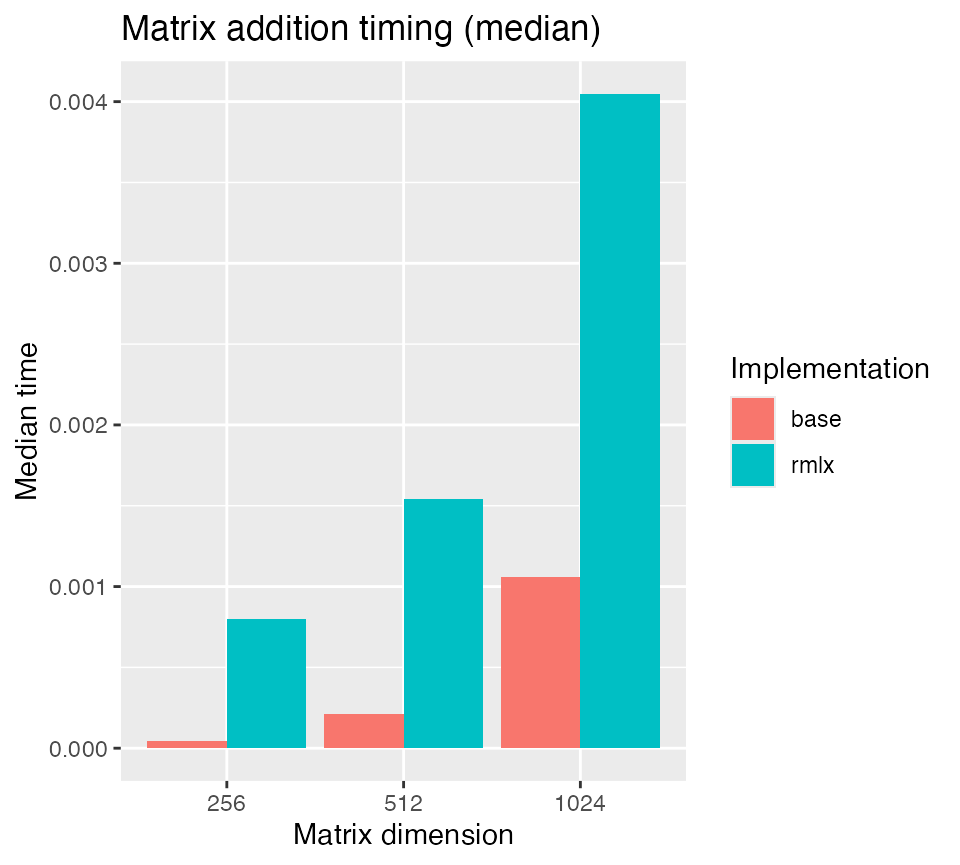 Matrix addition timing (median)
0.004
0.003
0.002
0.001
0.000
Median time
256 512 1024
Matrix dimension
Implementation
base
rmlx